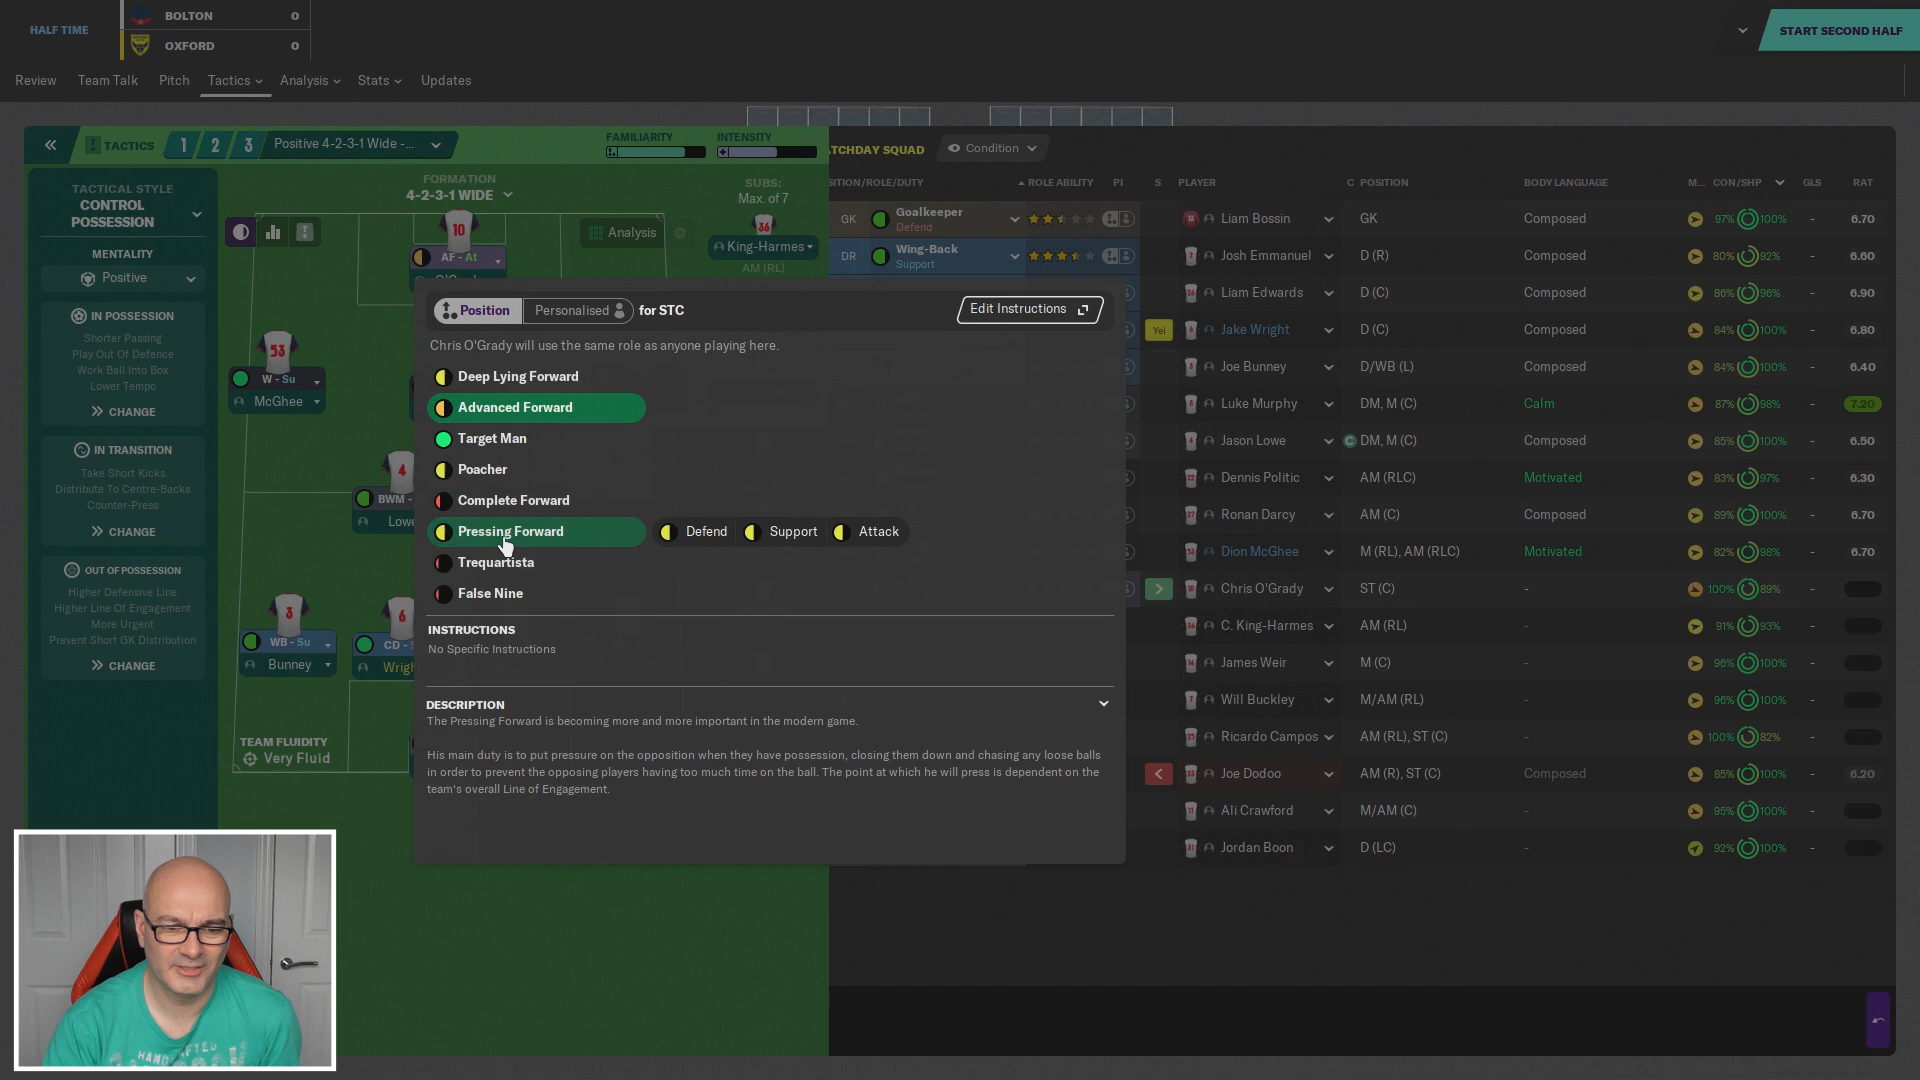 HALF TIME
BOLTON 0
OXFORD 0
START SECOND HALF
Review Team Talk Pitch Tactics Analysis Stats Updates
TACTICS 1 2 3 Positive 4-2-3-1 Wide -...
FAMILIARITY INTENSITY
TACTICAL STYLE
CONTROL
POSSESSION
MENTALITY
Positive
IN POSSESSION
Shorter Passing
Play Out Of Defence
Work Ball Into Box
Lower Tempo
CHANGE
IN TRANSITION
Take Short Kicks
Distribute To Centre-Backs
Counter-Press
CHANGE
OUT OF POSSESSION
Higher Defensive Line
Higher Line Of Engagement
More Urgent
Prevent Short GK Distribution
CHANGE
FORMATION
4-2-3-1 WIDE
SUBS:
Max. of 7
Analysis
36
King-Harmes
AM (RL)
10
AF - At
53
W - Su
McGhee
4
BWM -
Lowe
3
WB - Su
Bunney
6
CD -
Wrigh
TEAM FLUIDITY
Very Fluid
Position Personalised for STC
Edit Instructions
Chris O'Grady will use the same role as anyone playing here.
Deep Lying Forward
Advanced Forward
Target Man
Poacher
Complete Forward
Pressing Forward Defend Support Attack
Trequartista
False Nine
INSTRUCTIONS
No Specific Instructions
DESCRIPTION
The Pressing Forward is becoming more and more important in the modern game.
His main duty is to put pressure on the opposition when they have possession, closing them down and chasing any loose balls
in order to prevent the opposing players having too much time on the ball. The point at which he will press is dependent on the
team's overall Line of Engagement.
TCHDAY SQUAD Condition
SITION/ROLE/DUTY ROLE ABILITY PI S PLAYER C POSITION BODY LANGUAGE M... CON/SHP GLS RAT
GK Goalkeeper Defend Liam Bossin GK Composed 97% 100% - 6.70
DR Wing-Back Support Josh Emmanuel D (R) Composed 80% 92% - 6.60
Liam Edwards D (C) Composed 86% 96% - 6.90
Yel Jake Wright D (C) Composed 84% 100% - 6.80
Joe Bunney D/WB (L) Composed 84% 100% - 6.40
Luke Murphy DM, M (C) Calm 87% 98% - 7.20
Jason Lowe C DM, M (C) Composed 85% 100% - 6.50
Dennis Politic AM (RLC) Motivated 83% 97% - 6.30
Ronan Darcy AM (C) Composed 89% 100% - 6.70
Dion McGhee M (RL), AM (RLC) Motivated 82% 98% - 6.70
Chris O'Grady ST (C) - 100% 89% -
C. King-Harmes AM (RL) - 91% 93% -
James Weir M (C) - 96% 100% -
Will Buckley M/AM (RL) - 96% 100% -
Ricardo Campos AM (RL), ST (C) - 100% 82% -
Joe Dodoo AM (R), ST (C) Composed 85% 100% - 6.20
Ali Crawford M/AM (C) - 95% 100% -
Jordan Boon D (LC) - 92% 100% -